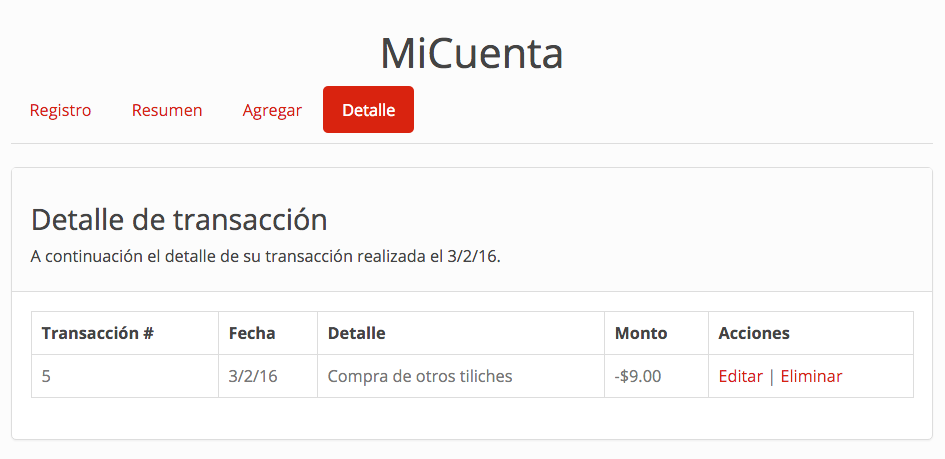 MiCuenta
Registro Resumen Agregar Detalle
Detalle de transacción
A continuación el detalle de su transacción realizada el 3/2/16.
Transacción # Fecha Detalle Monto Acciones
5 3/2/16 Compra de otros tiliches -$9.00 Editar | Eliminar